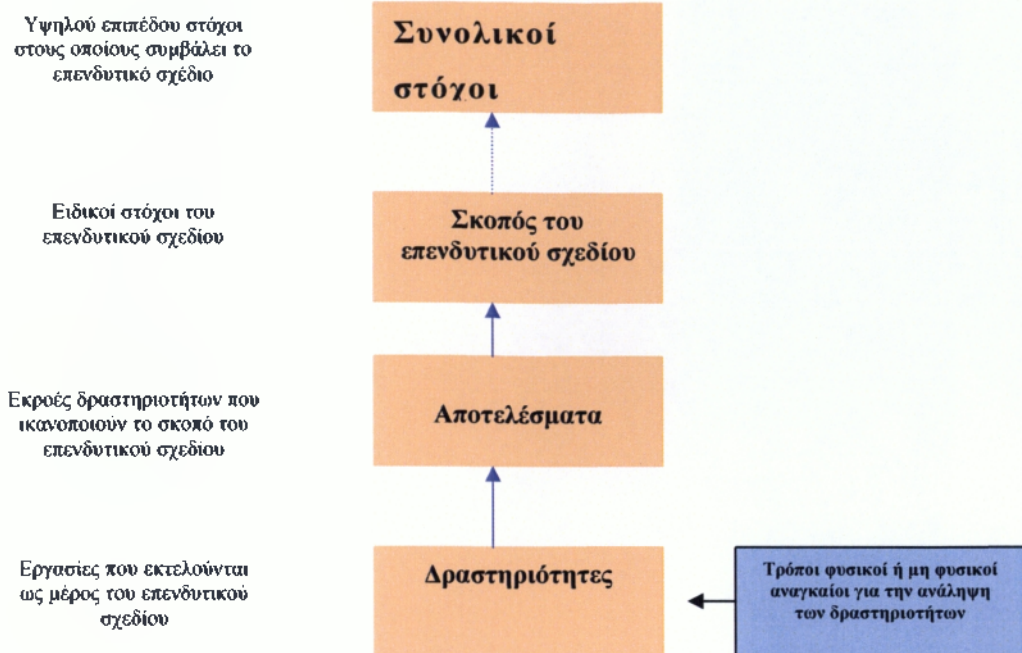 Υψηλού επιπέδου στόχοι
στους οποίους συμβάλει το
επενδυτικό σχέδιο
Συνολικοί
στόχοι
Ειδικοί στόχοι του
επενδυτικού σχεδίου
Σκοπός του
επενδυτικού σχεδίου
Εκροές δραστηριοτήτων που
ικανοποιούν το σκοπό του
επενδυτικού σχεδίου
Αποτελέσματα
Εργασίες που εκτελούνται
ως μέρος του επενδυτικού
σχεδίου
Δραστηριότητες
Τρόποι φυσικοί ή μη φυσικοί
αναγκαίοι για την ανάληψη
των δραστηριοτήτων